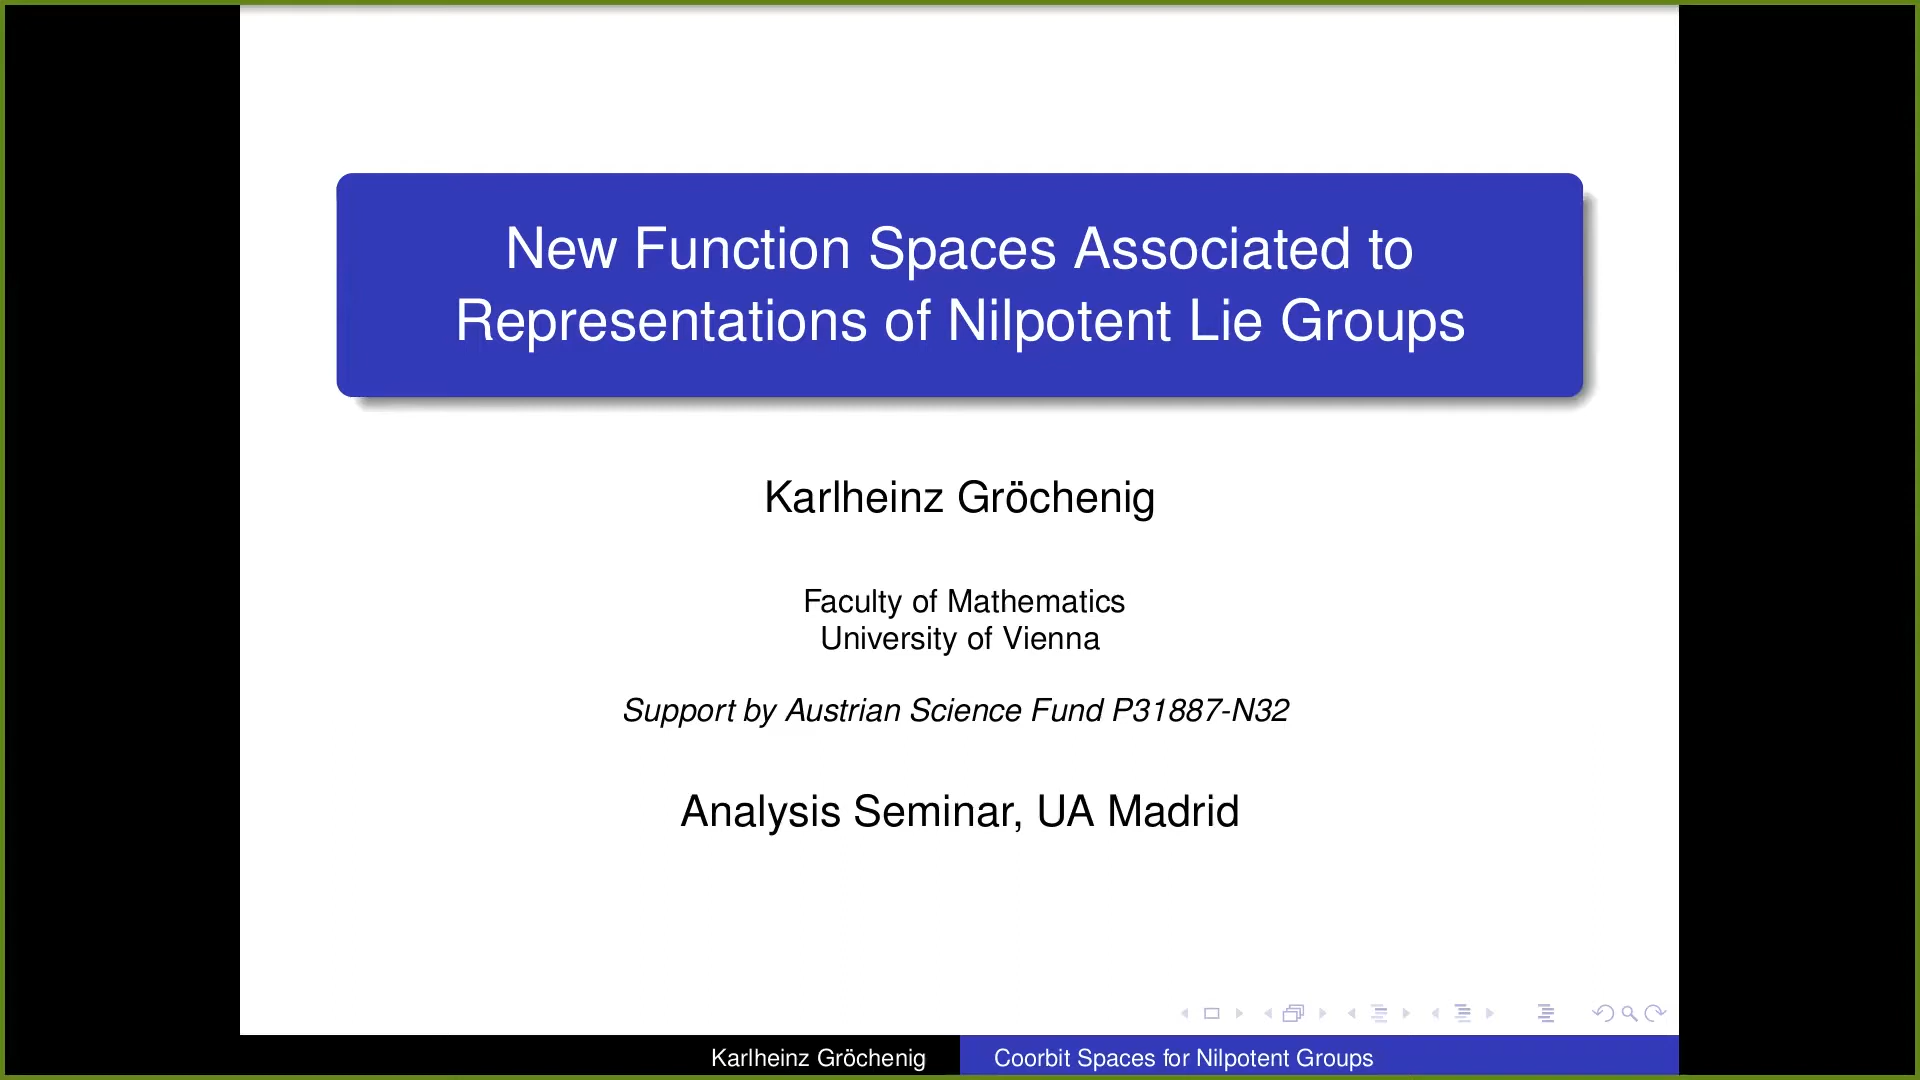 New Function Spaces Associated to
Representations of Nilpotent Lie Groups
Karlheinz Gröchenig
Faculty of Mathematics
University of Vienna
Support by Austrian Science Fund P31887-N32
Analysis Seminar, UA Madrid
Karlheinz Gröchenig
Coorbit Spaces for Nilpotent Groups